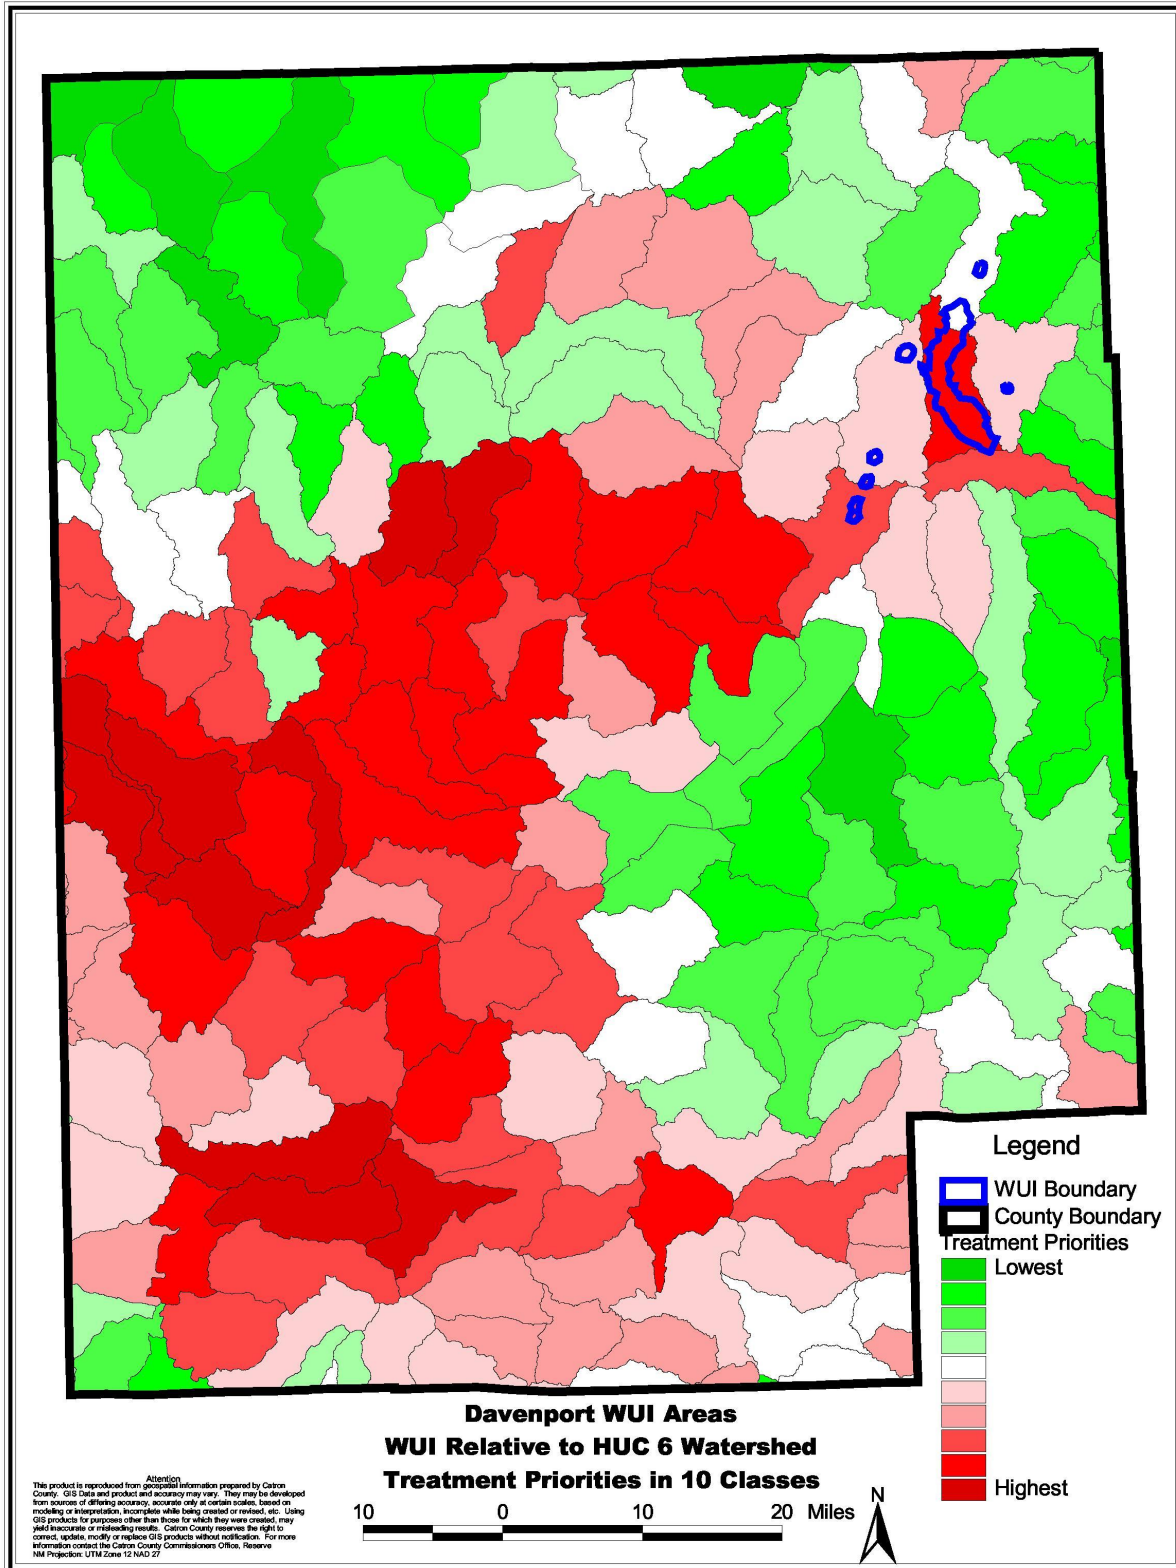 Legend
WUI Boundary
County Boundary
Treatment Priorities
Lowest
Highest
Davenport WUI Areas
WUI Relative to HUC 6 Watershed
Treatment Priorities in 10 Classes
10 0 10 20 Miles
N
Attention
This product is reproduced from geospatial information prepared by Catron
County. GIS Data and product and accuracy may vary. They may be developed
from sources of differing accuracy, accurate only at certain scales, based on
modeling or interpretation, incomplete while being created or revised, etc. Using
GIS products for purposes other than those for which they were created, may
yield inaccurate or misleading results. Catron County reserves the right to
correct, update, modify or replace GIS products without notification. For more
information contact the Catron County Commissioners Office, Reserve
NM Projection: UTM Zone 12 NAD 27